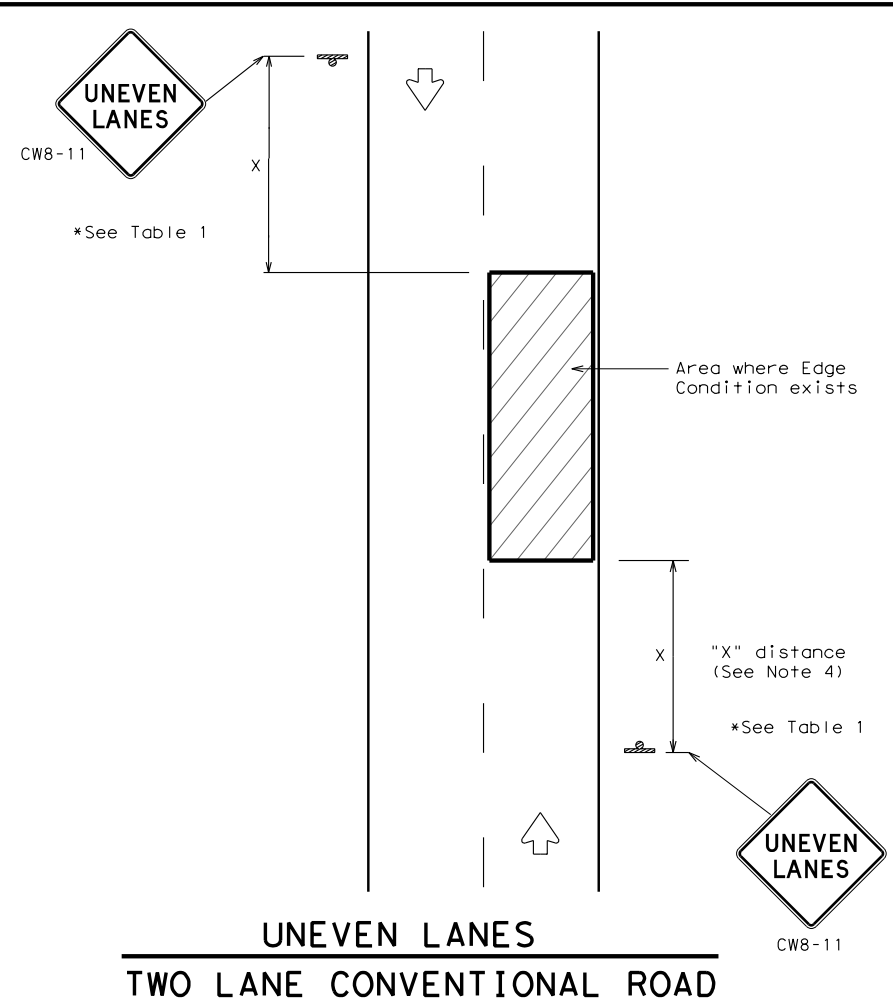 UNEVEN
LANES
CW8-11
X
*See Table 1
Area where Edge
Condition exists
X
"X" distance
(See Note 4)
*See Table 1
UNEVEN
LANES
CW8-11
UNEVEN LANES
TWO LANE CONVENTIONAL ROAD